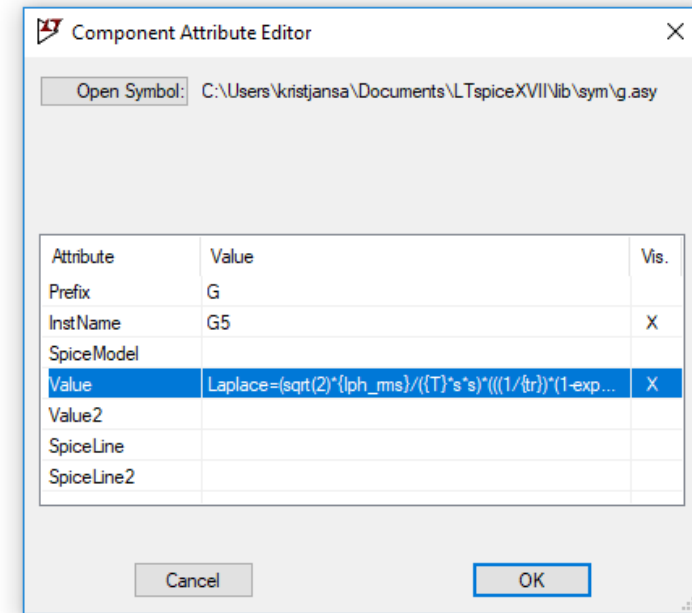 Component Attribute Editor
Open Symbol: C:\Users\kristjansa\Documents\LTspiceXVII\lib\sym\g.asy
Attribute Value Vis.
Prefix G
InstName G5 X
SpiceModel
Value Laplace=(sqrt(2)*{Iph_rms}/({T}*s*s)*(((1/{tr})*(1-exp... X
Value2
SpiceLine
SpiceLine2
Cancel OK